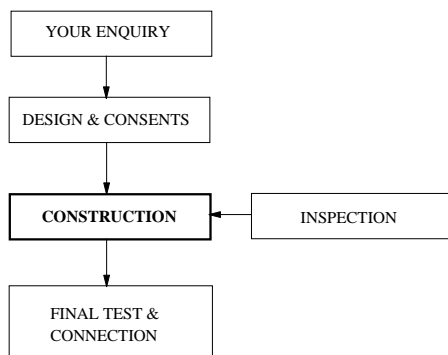 YOUR ENQUIRY
DESIGN & CONSENTS
CONSTRUCTION
INSPECTION
FINAL TEST &
CONNECTION